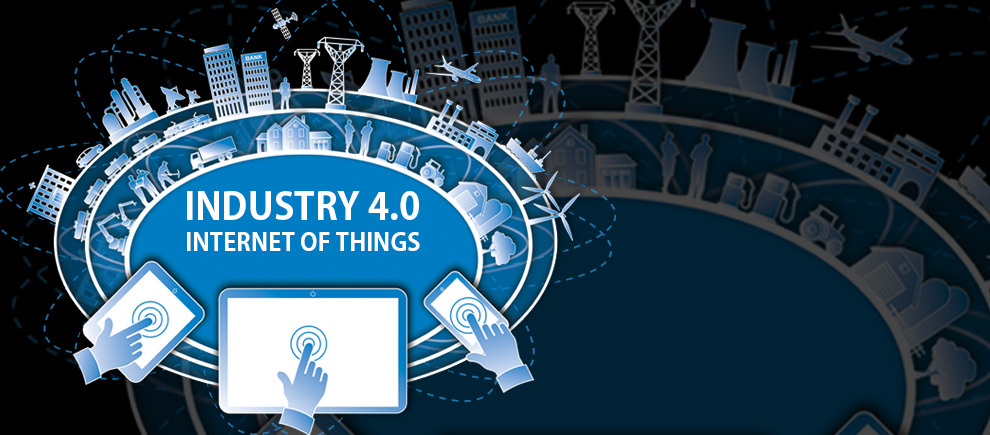 BANK
BANK
INDUSTRY 4.0
INTERNET OF THINGS